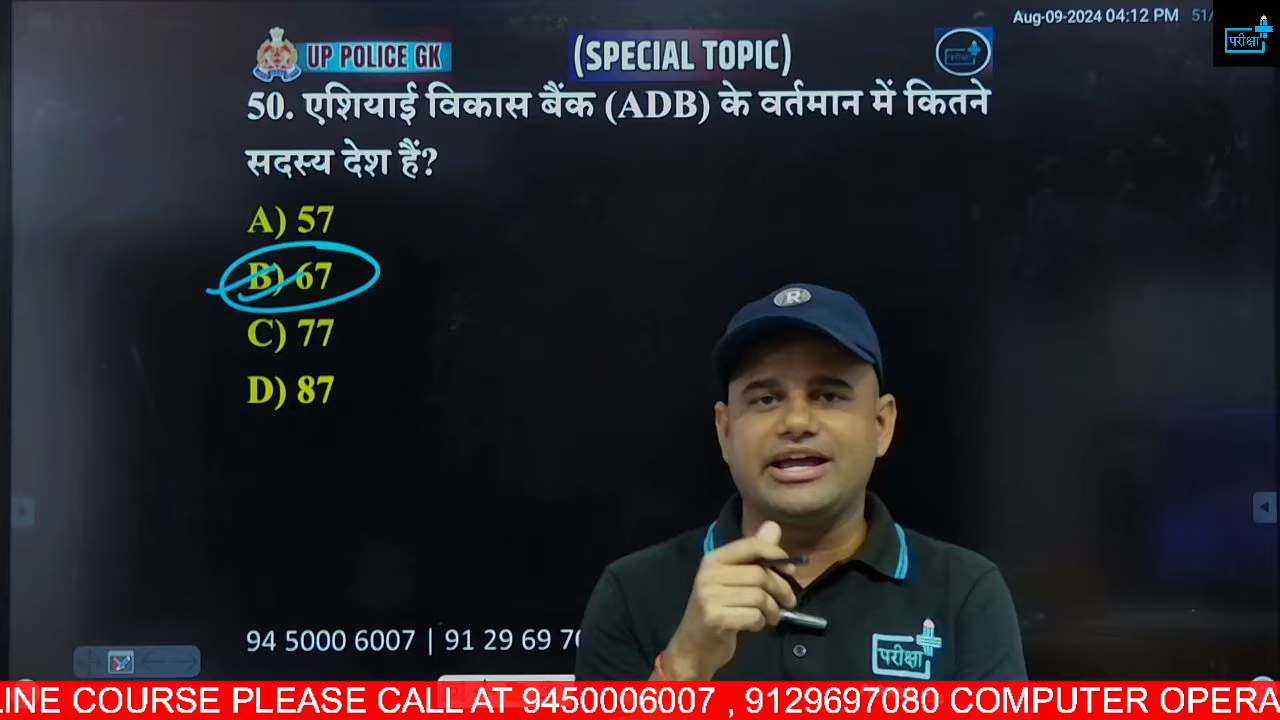 Aug-09-2024 04:12 PM 51/
परीक्षा
UP POLICE GK
(SPECIAL TOPIC)
50. एशियाई विकास बैंक (ADB) के वर्तमान में कितने
सदस्य देश हैं?
A) 57
B) 67
C) 77
D) 87
R
परीक्षा
94 5000 6007 | 91 29 69 70
LINE COURSE PLEASE CALL AT 9450006007 , 9129697080 COMPUTER OPERA